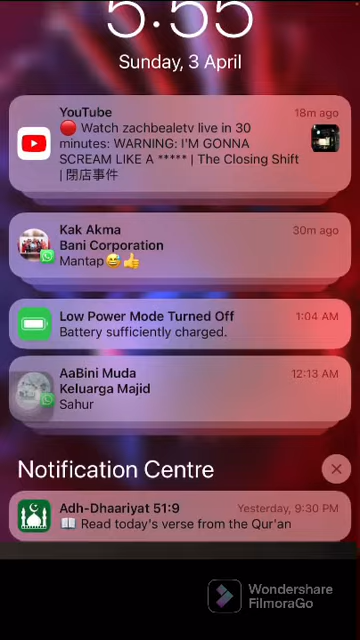 5:55
Sunday, 3 April
YouTube
18m ago
🔴 Watch zachbealetv live in 30
minutes: WARNING: I'M GONNA
SCREAM LIKE A ***** | The Closing Shift
| 閉店事件
Kak Akma
30m ago
Bani Corporation
Mantap😅👍
Low Power Mode Turned Off
1:04 AM
Battery sufficiently charged.
AaBini Muda
12:13 AM
Keluarga Majid
Sahur
Notification Centre
Adh-Dhaariyat 51:9
Yesterday, 9:30 PM
📖 Read today's verse from the Qur'an
Wondershare
FilmoraGo